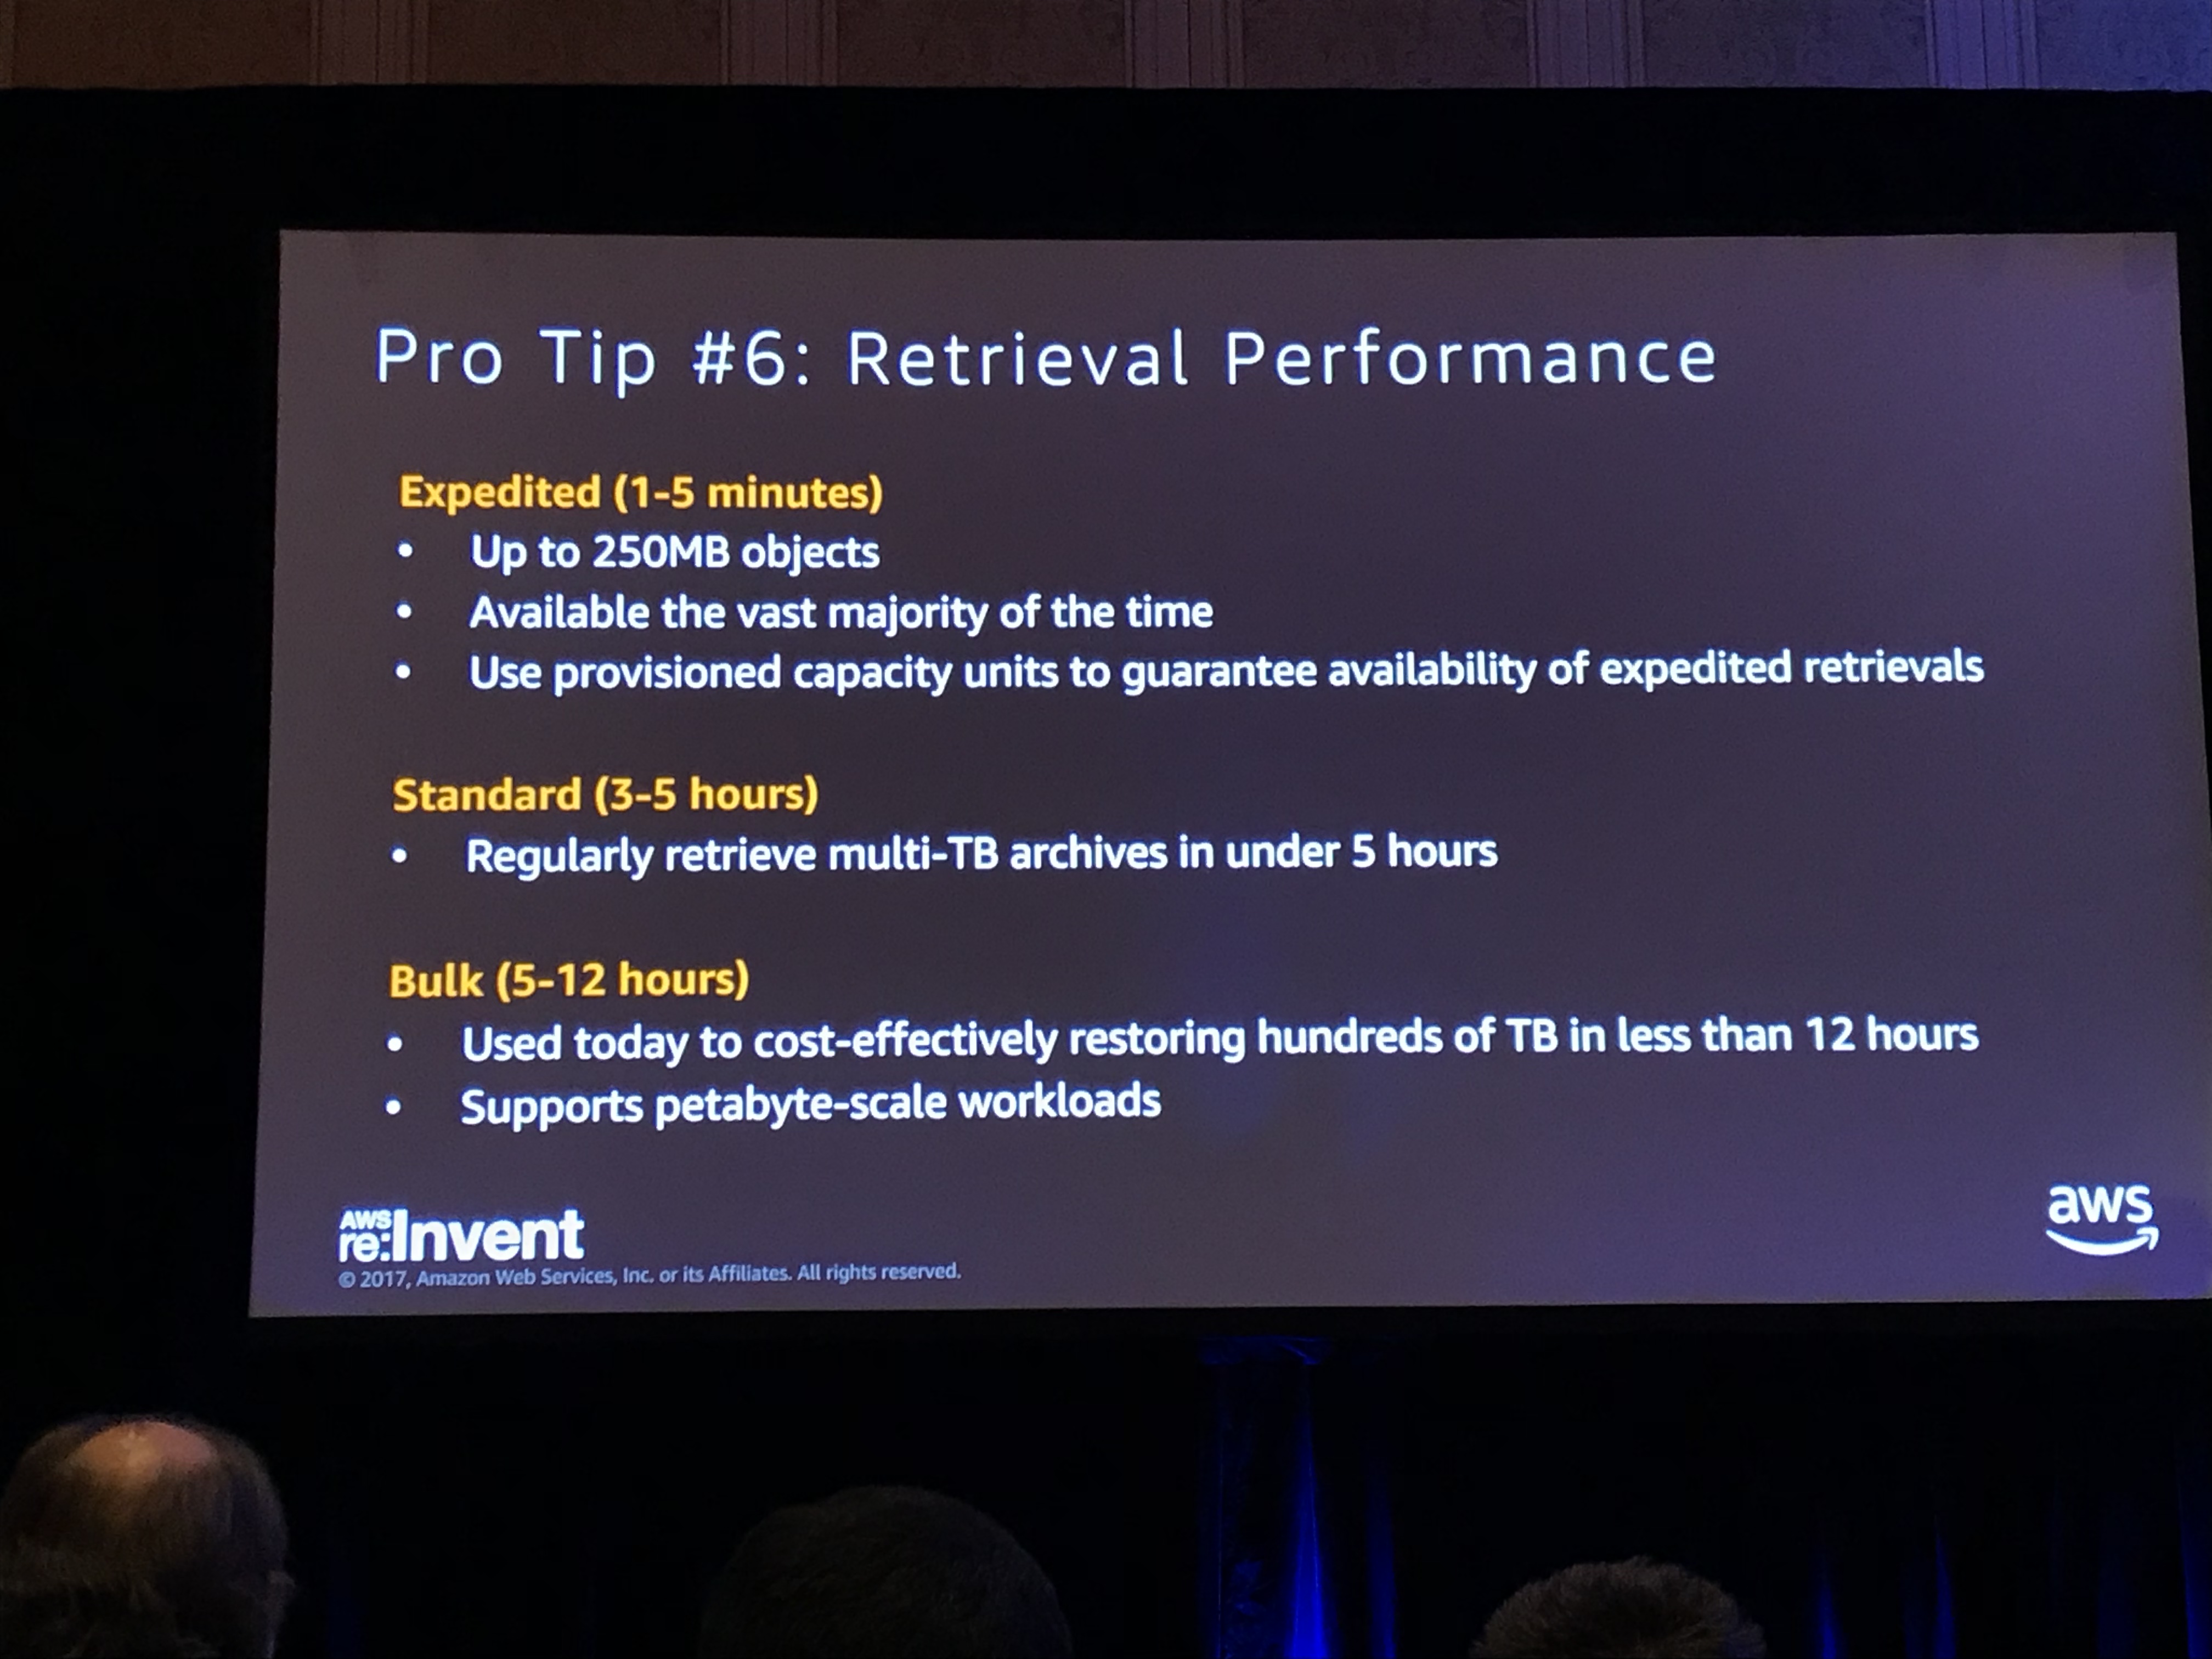 Pro Tip #6: Retrieval Performance
Expedited (1-5 minutes)
• Up to 250MB objects
• Available the vast majority of the time
• Use provisioned capacity units to guarantee availability of expedited retrievals
Standard (3-5 hours)
• Regularly retrieve multi-TB archives in under 5 hours
Bulk (5-12 hours)
• Used today to cost-effectively restoring hundreds of TB in less than 12 hours
• Supports petabyte-scale workloads
AWS re:Invent
© 2017, Amazon Web Services, Inc. or its Affiliates. All rights reserved.
aws